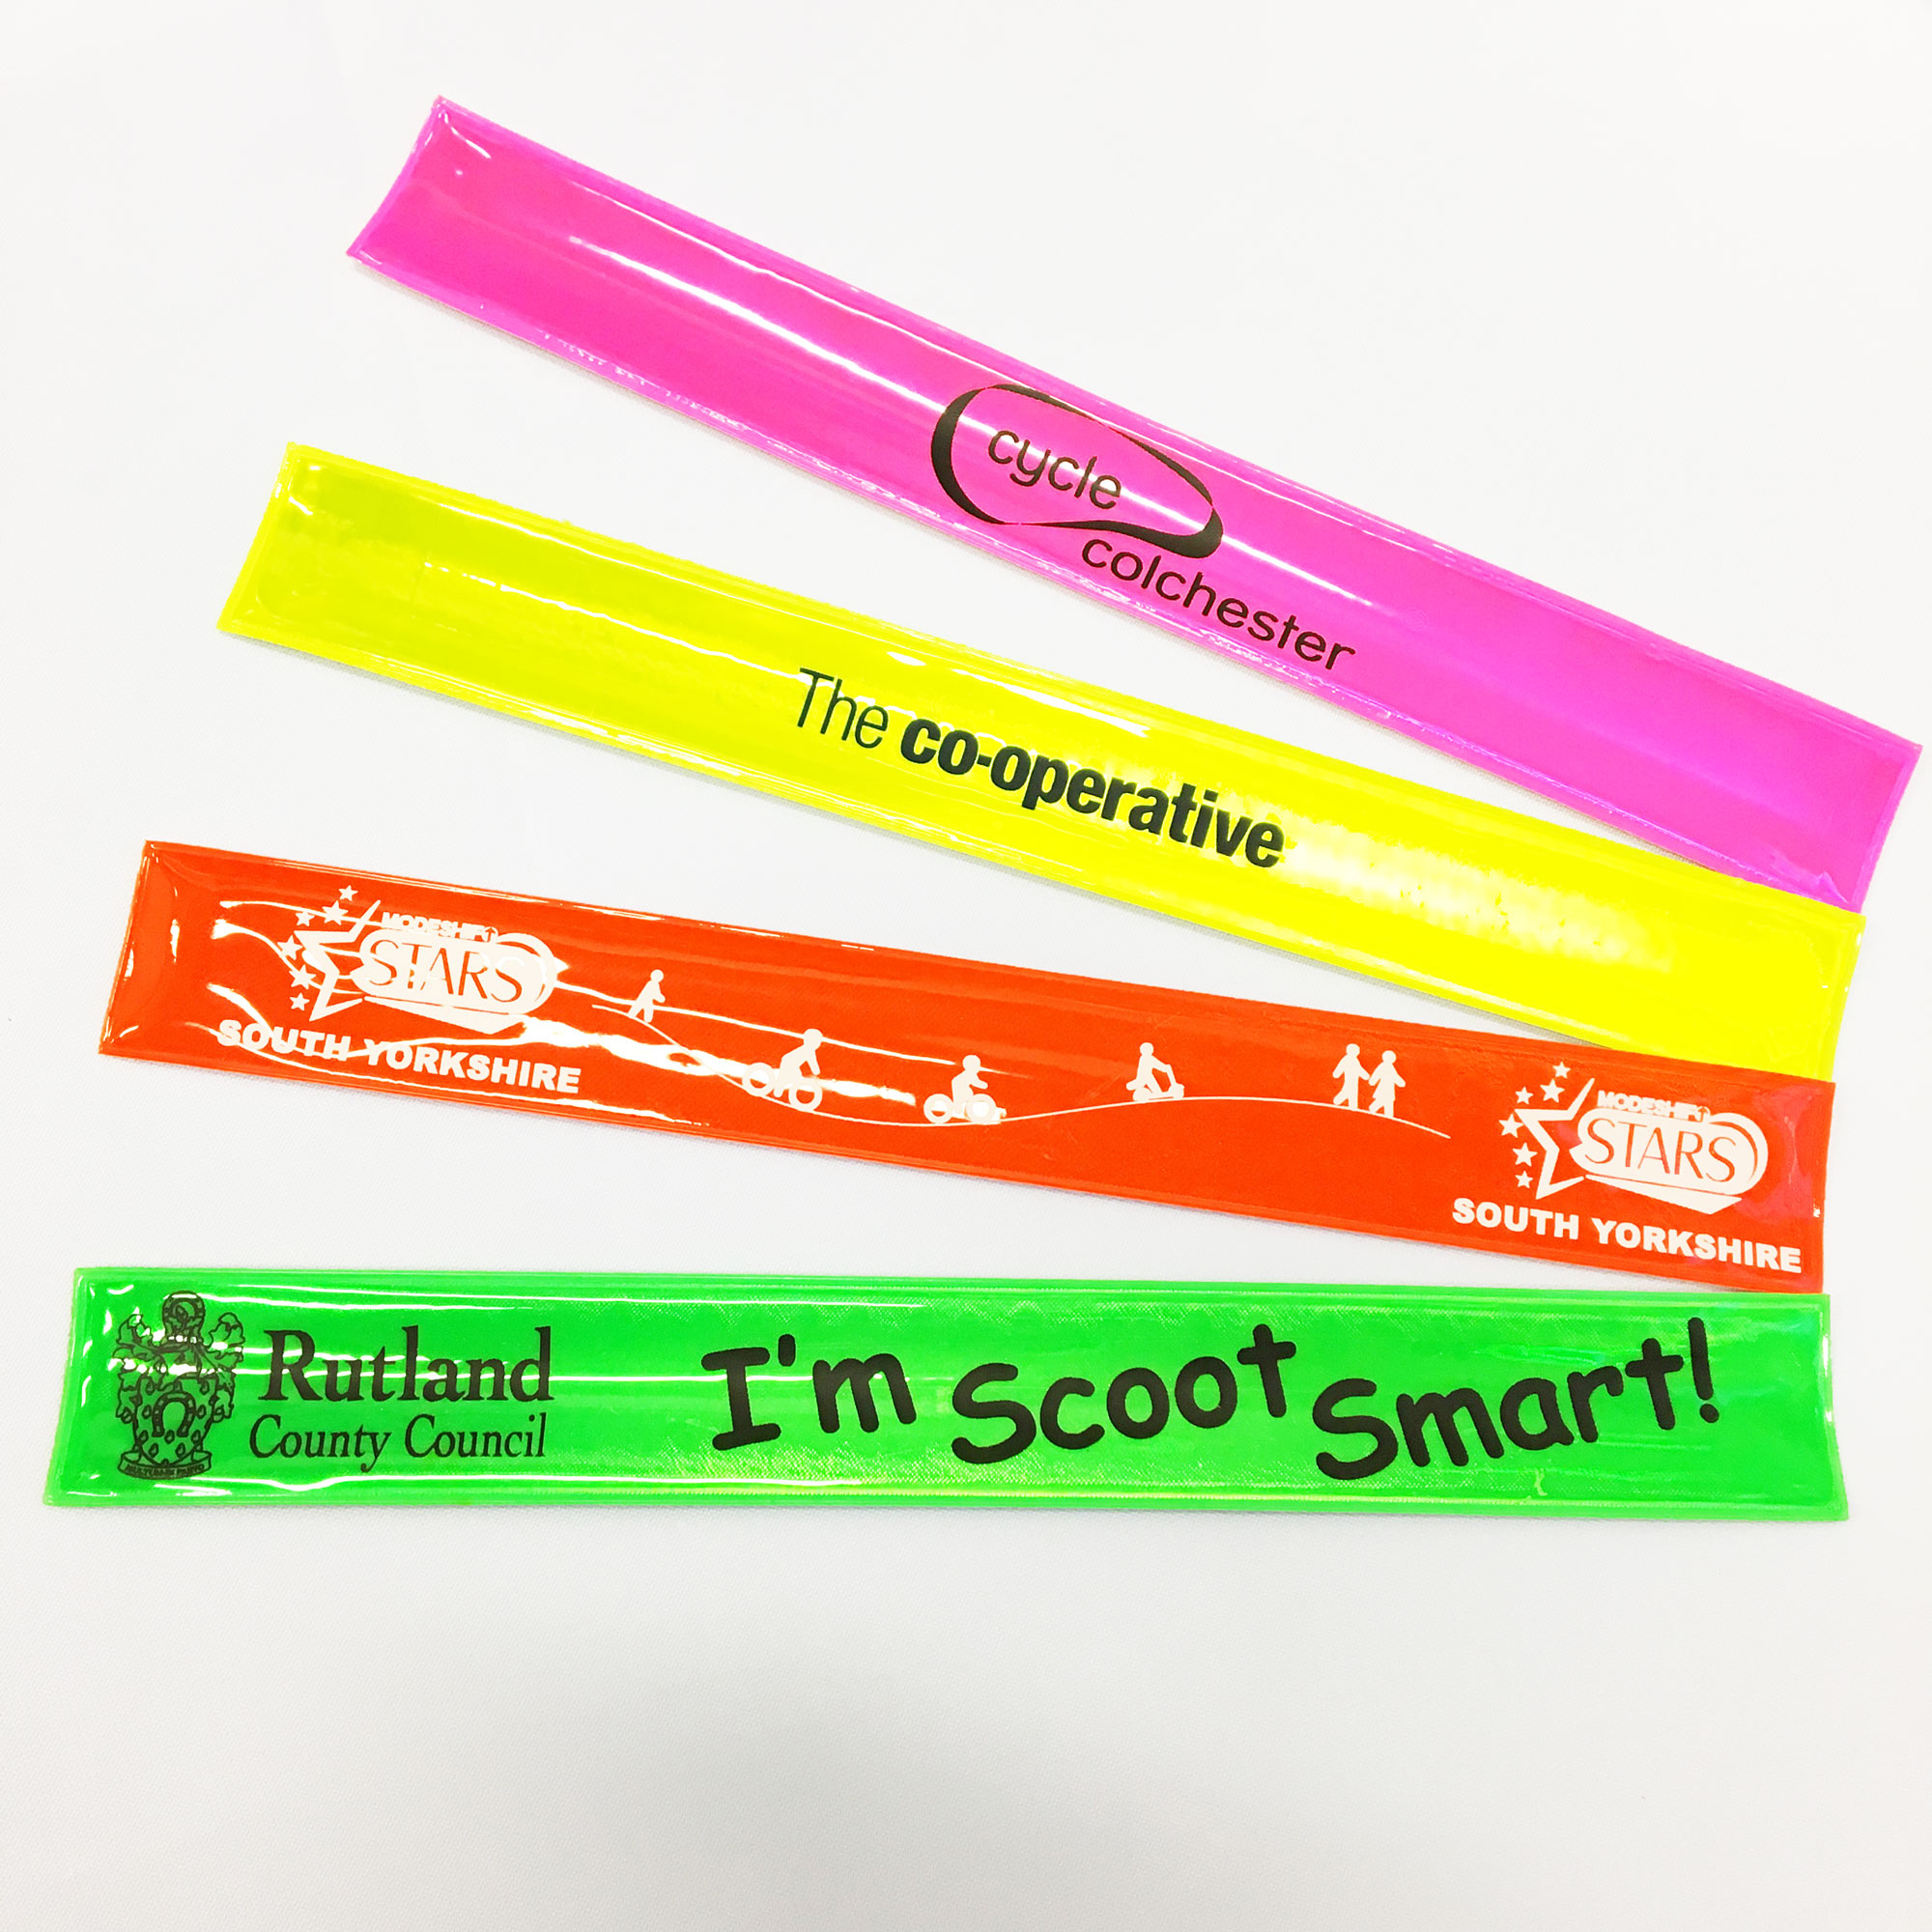 cycle
colchester
The co-operative
MODESHIFT
STARS
SOUTH YORKSHIRE
MODESHIFT
STARS
SOUTH YORKSHIRE
Rutland
County Council
I'm Scoot Smart!